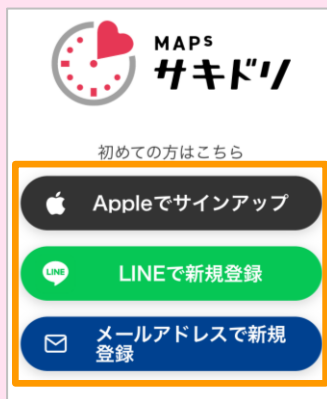 MAPS
サキドリ
初めての方はこちら
Appleでサインアップ
LINE
LINEで新規登録
メールアドレスで新規
登録